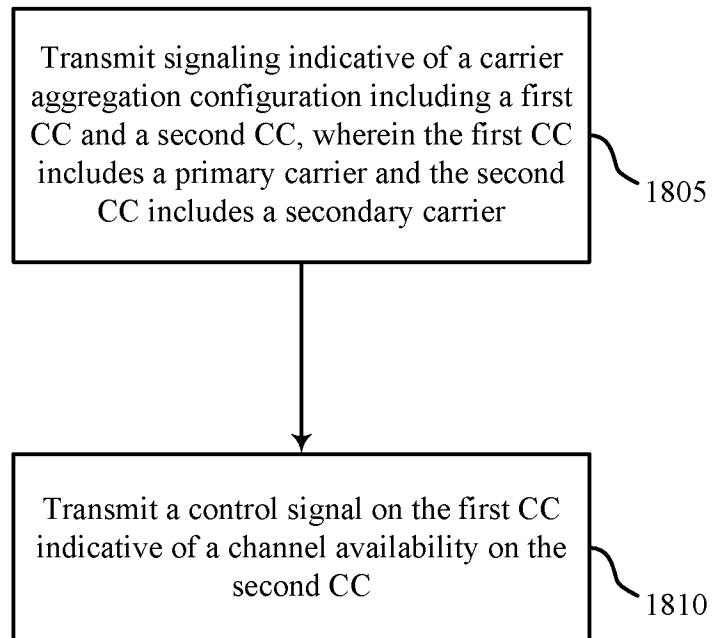 Transmit signaling indicative of a carrier
aggregation configuration including a first
CC and a second CC, wherein the first CC
includes a primary carrier and the second
CC includes a secondary carrier
1805
Transmit a control signal on the first CC
indicative of a channel availability on the
second CC
1810